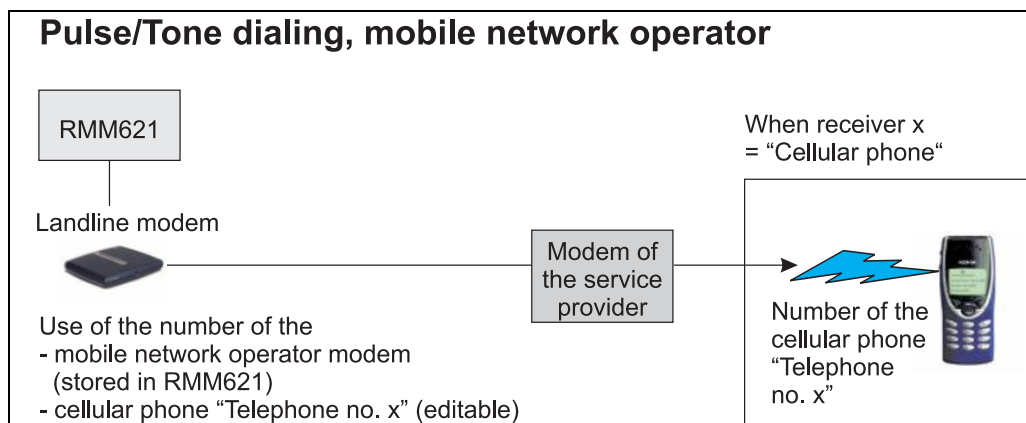 Pulse/Tone dialing, mobile network operator
RMM621
Landline modem
Use of the number of the
- mobile network operator modem
(stored in RMM621)
- cellular phone “Telephone no. x” (editable)
Modem of
the service
provider
When receiver x
= “Cellular phone“
Number of the
cellular phone
“Telephone
no. x”
NOKIA